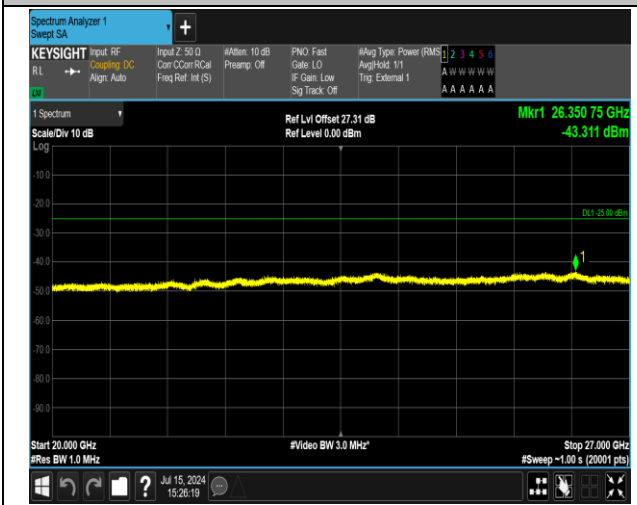 Spectrum Analyzer 1
Swept SA
+
KEYSIGHT Input: RF Input Z: 50 Ω #Atten: 10 dB PNO: Fast #Avg Type: Power (RMS 1 2 3 4 5 6
RL Coupling: DC Corr CCorr RCal Preamp: Off Gate: LO Avg|Hold: 1/1 A W W W W W
Align: Auto Freq Ref: Int (S) IF Gain: Low Trig: External 1
LXI Sig Track: Off A A A A A A
1 Spectrum Ref Lvl Offset 27.31 dB Mkr1 26.350 75 GHz
Scale/Div 10 dB Ref Level 0.00 dBm -43.311 dBm
Log
-10.0
-20.0
DL1 -25.00 dBm
-30.0
-40.0
1
-50.0
-60.0
-70.0
-80.0
-90.0
Start 20.000 GHz #Video BW 3.0 MHz* Stop 27.000 GHz
#Res BW 1.0 MHz #Sweep ~1.00 s (20001 pts)
? Jul 15, 2024
15:26:19